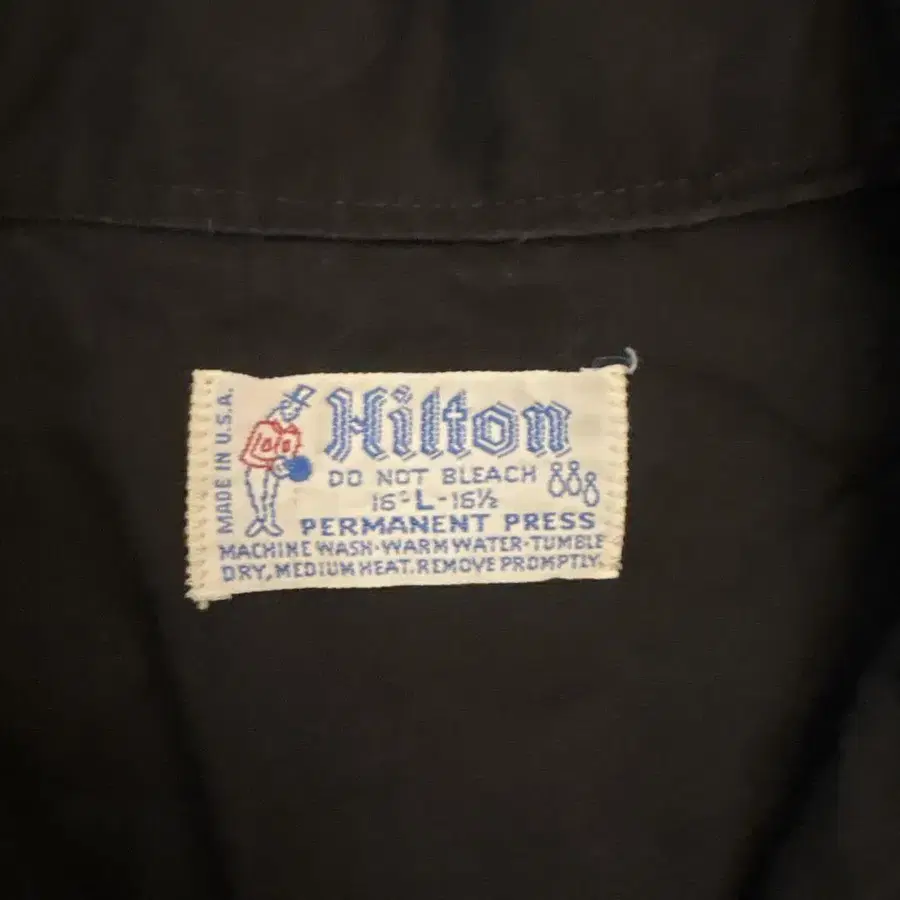 MADE IN U.S.A.
Hilton
DO NOT BLEACH
16-L-16½
PERMANENT PRESS
MACHINE WASH·WARM WATER·TUMBLE
DRY, MEDIUM HEAT. REMOVE PROMPTLY.